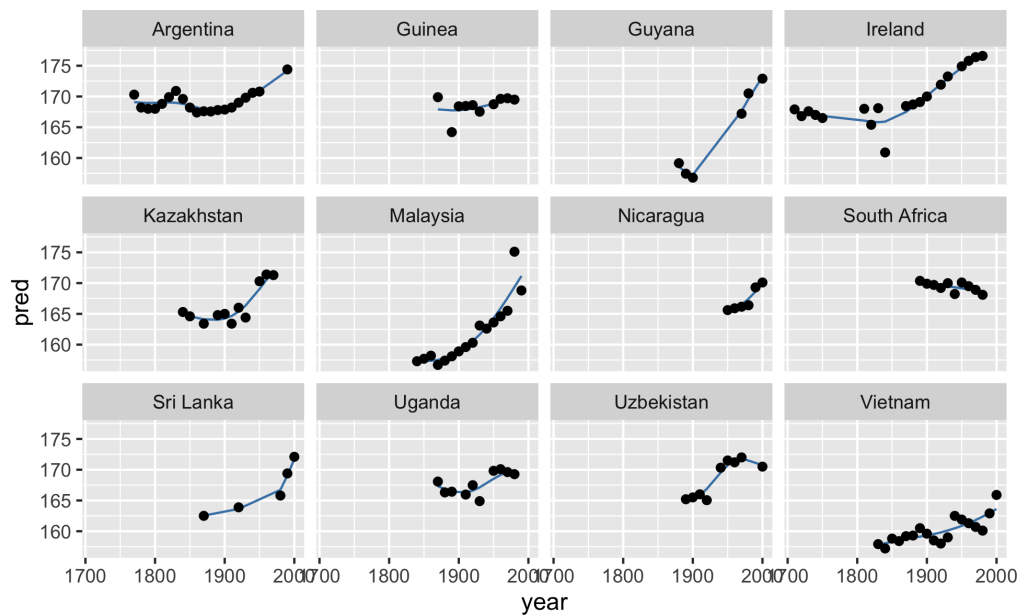 Argentina Guinea Guyana Ireland
175
170
165
160
Kazakhstan Malaysia Nicaragua South Africa
175
170
165
160
pred
Sri Lanka Uganda Uzbekistan Vietnam
175
170
165
160
1700 1800 1900 2000 1700 1800 1900 2000 1700 1800 1900 2000 1700 1800 1900 2000
year